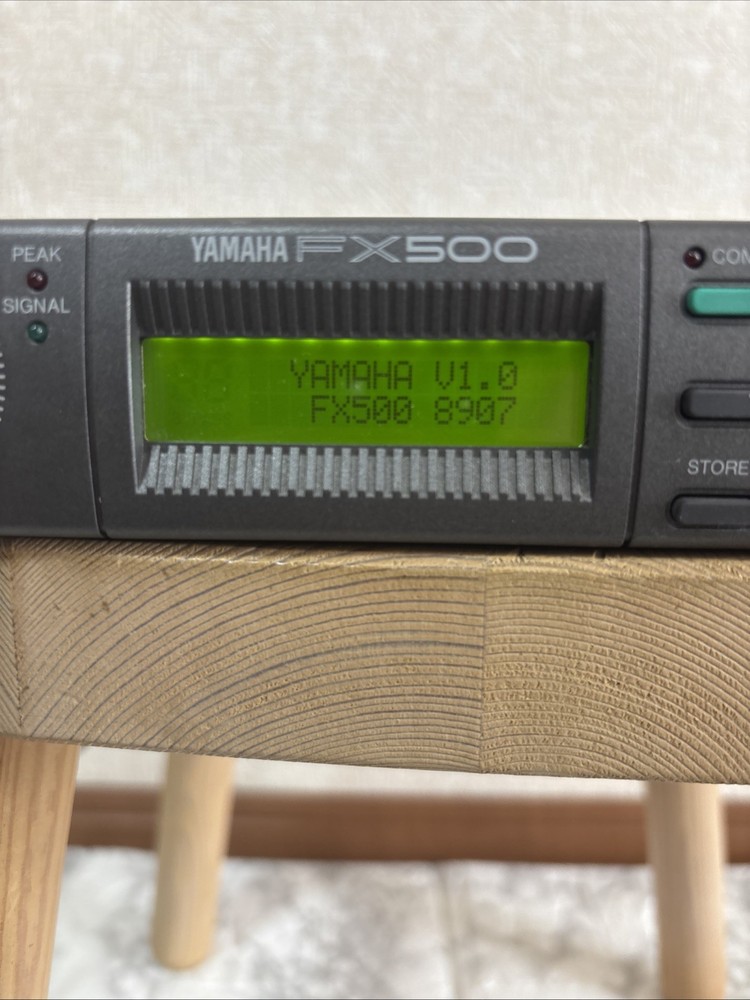 PEAK
SIGNAL
YAMAHA FX500
YAMAHA V1.0
FX500 8907
STORE